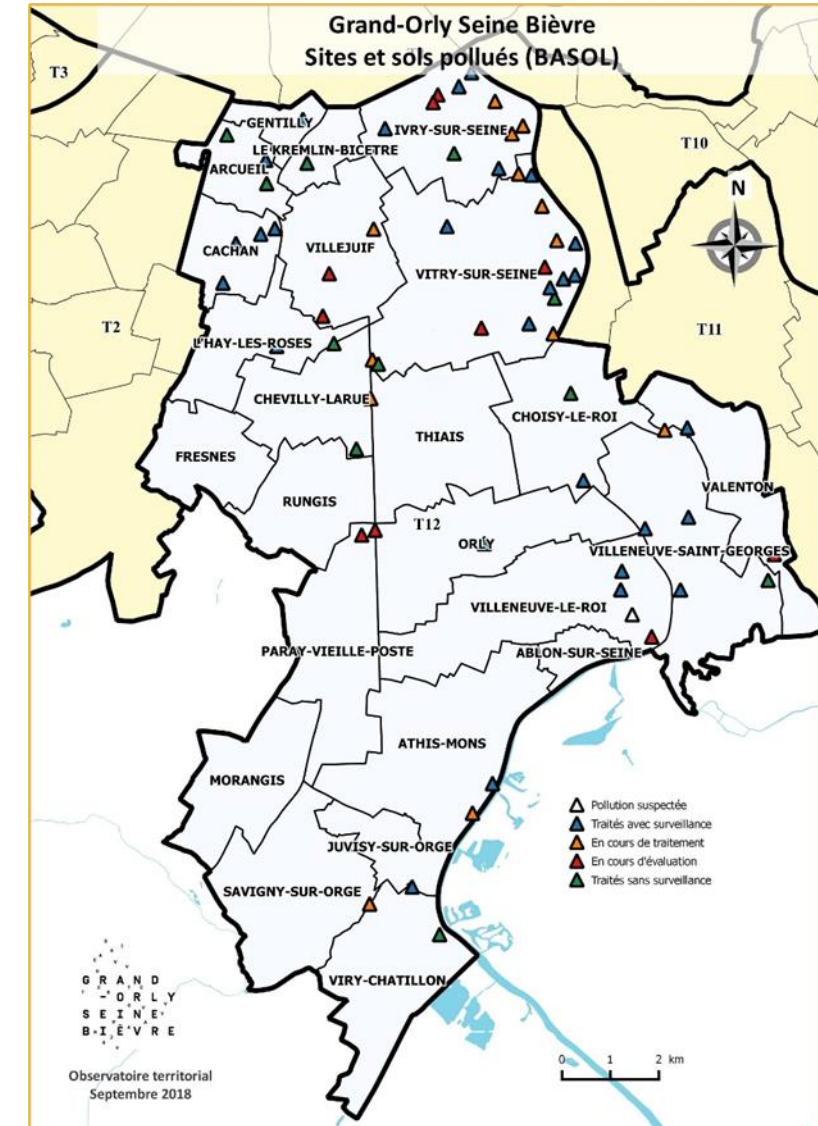 Grand-Orly Seine Bièvre
Sites et sols pollués (BASOL)
T3
GENTILLY
IVRY-SUR-SEINE
LE KREMLIN-BICETRE
ARCUEIL
T10
N
CACHAN
VILLEJUIF
VITRY-SUR-SEINE
T2
T11
L'HAY-LES-ROSES
CHEVILLY-LARUE
CHOISY-LE-ROI
THIAIS
FRESNES
VALENTON
RUNGIS
T12
ORLY
VILLENEUVE-SAINT-GEORGES
VILLENEUVE-LE-ROI
PARAY-VIEILLE-POSTE
ABLON-SUR-SEINE
ATHIS-MONS
MORANGIS
Pollution suspectée
Traités avec surveillance
En cours de traitement
En cours d'évaluation
Traités sans surveillance
JUVISY-SUR-ORGE
SAVIGNY-SUR-ORGE
VIRY-CHATILLON
GRAND
-ORLY
SEINE
BIÈVRE
Observatoire territorial
Septembre 2018
0 1 2 km